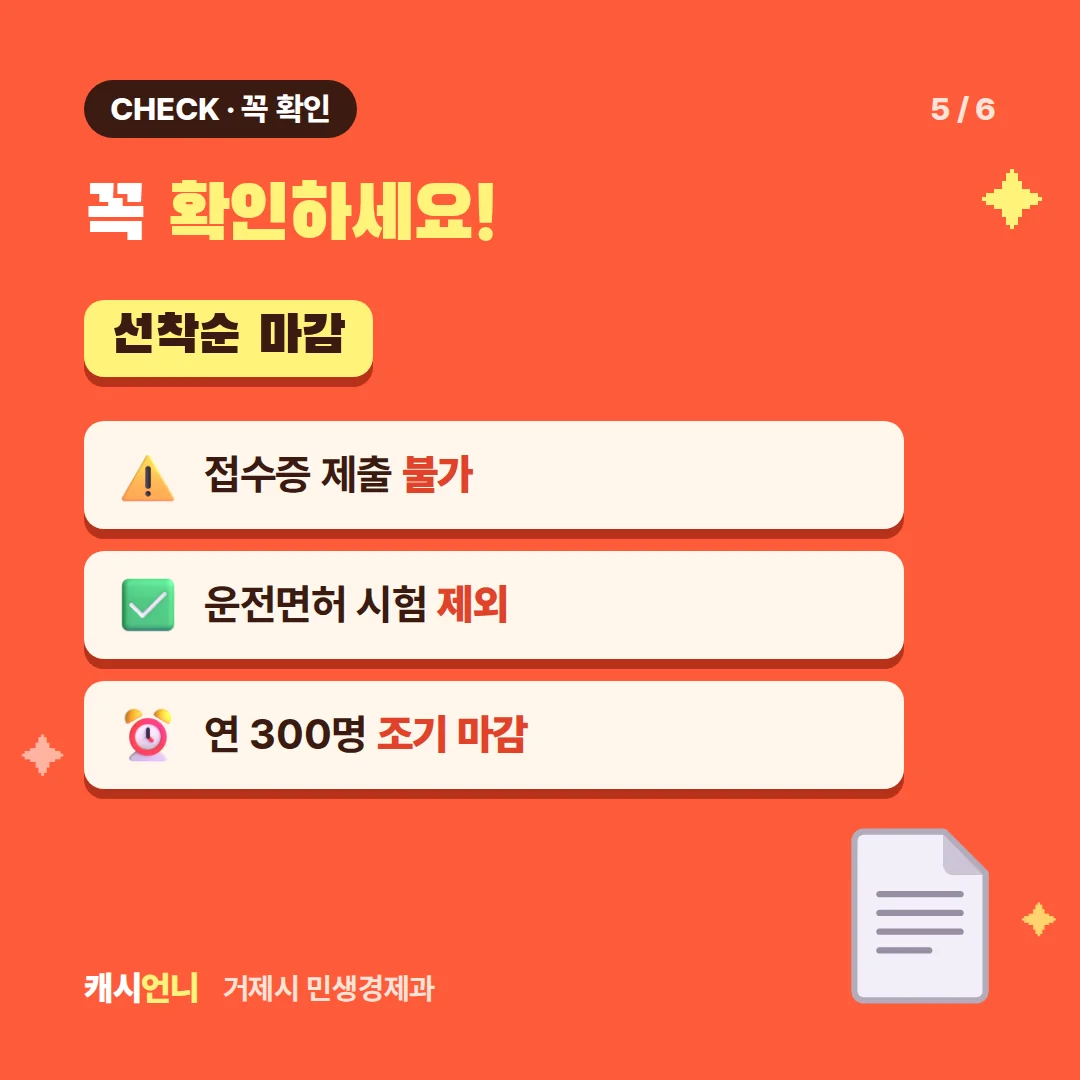 CHECK · 꼭 확인
5 / 6
꼭 확인하세요!
선착순 마감
접수증 제출 불가
운전면허 시험 제외
연 300명 조기 마감
캐시언니 거제시 민생경제과